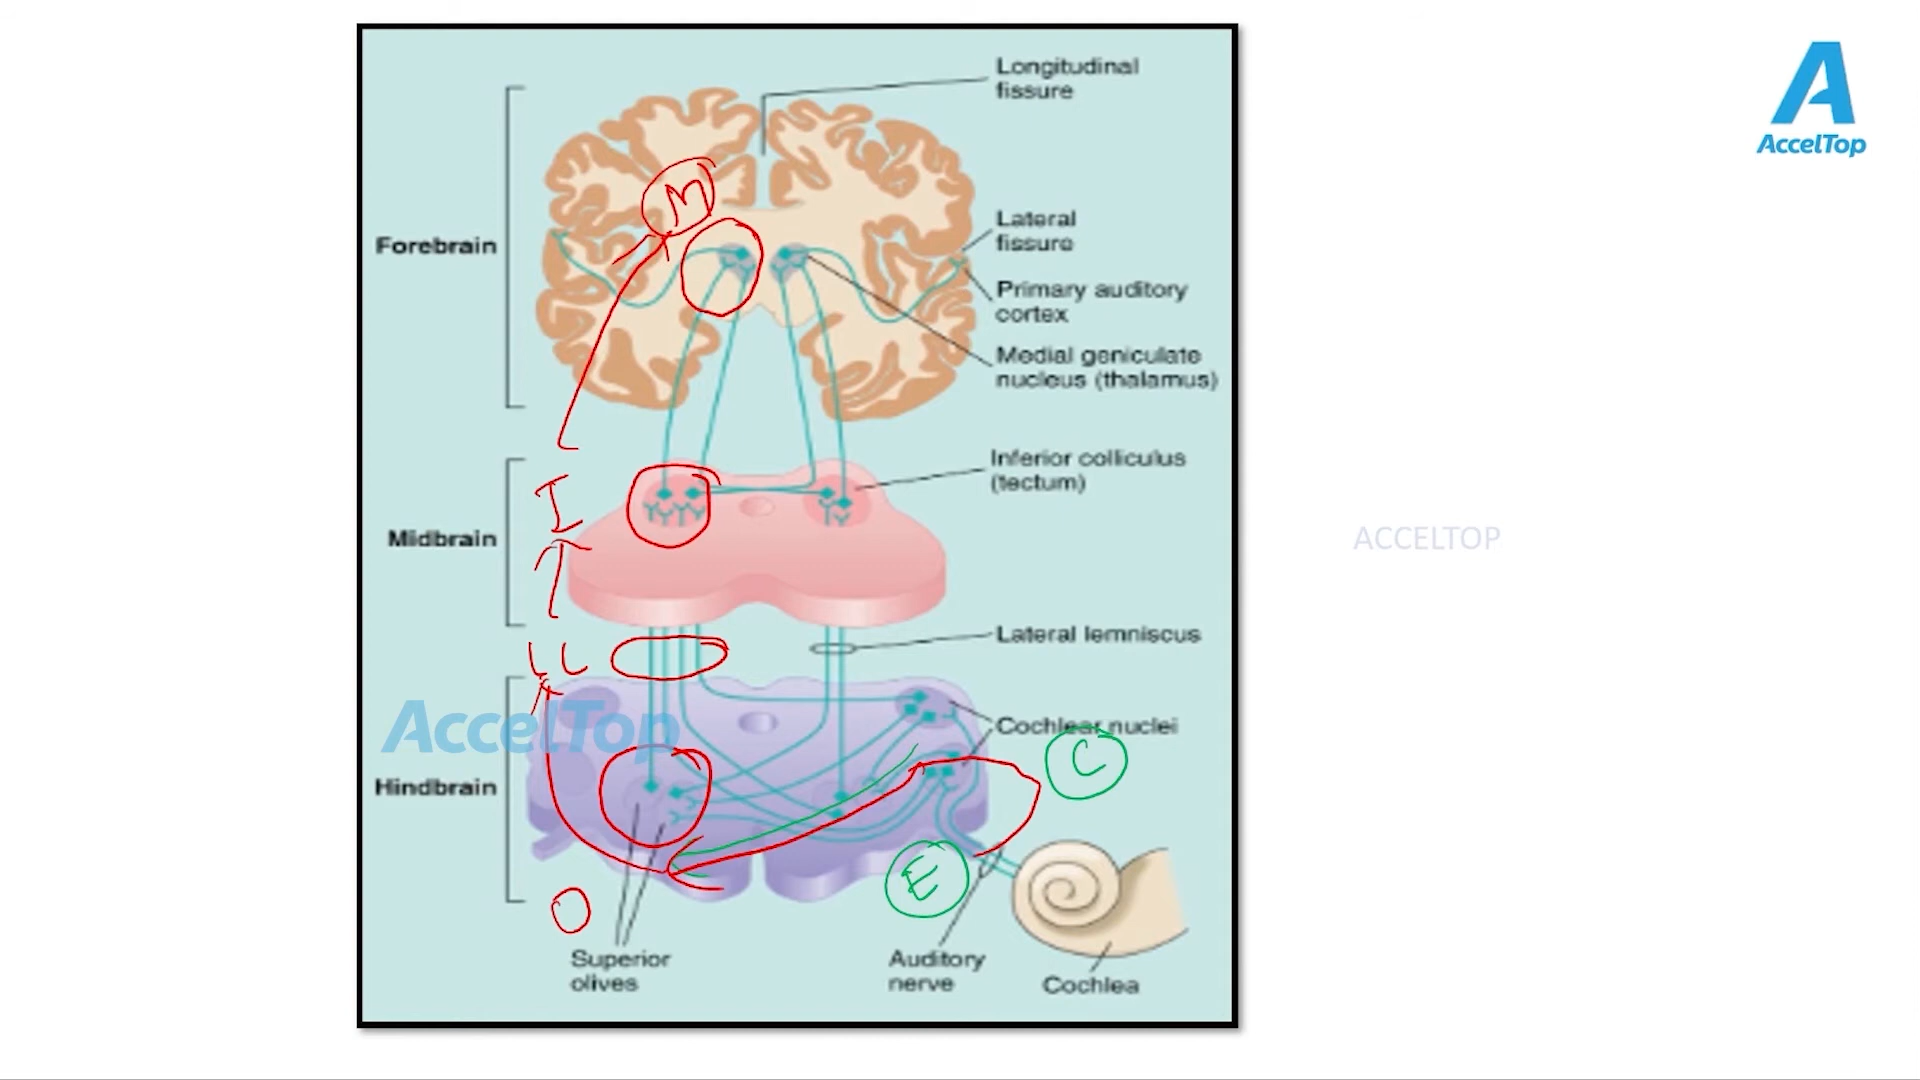 Longitudinal
fissure
A
AccelTop
M
Lateral
fissure
Forebrain
Primary auditory
cortex
Medial geniculate
nucleus (thalamus)
Inferior colliculus
(tectum)
I
Midbrain
ACCELTOP
Lateral lemniscus
LL
AccelTop
Cochlear nuclei
C
Hindbrain
E
O
Superior
olives
Auditory
nerve
Cochlea